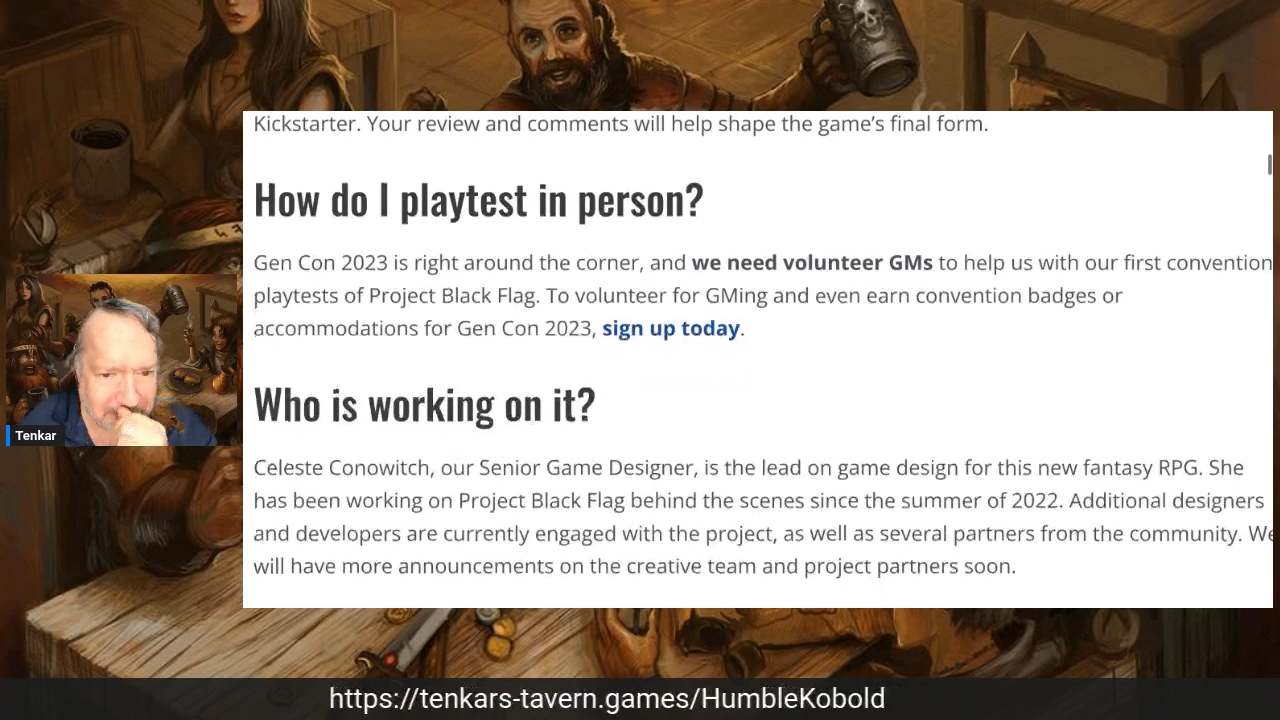 Kickstarter. Your review and comments will help shape the game's final form.
How do I playtest in person?
Gen Con 2023 is right around the corner, and we need volunteer GMs to help us with our first convention
playtests of Project Black Flag. To volunteer for GMing and even earn convention badges or
accommodations for Gen Con 2023, sign up today.
Who is working on it?
Celeste Conowitch, our Senior Game Designer, is the lead on game design for this new fantasy RPG. She
has been working on Project Black Flag behind the scenes since the summer of 2022. Additional designers
and developers are currently engaged with the project, as well as several partners from the community. We
will have more announcements on the creative team and project partners soon.
Tenkar
https://tenkars-tavern.games/HumbleKobold